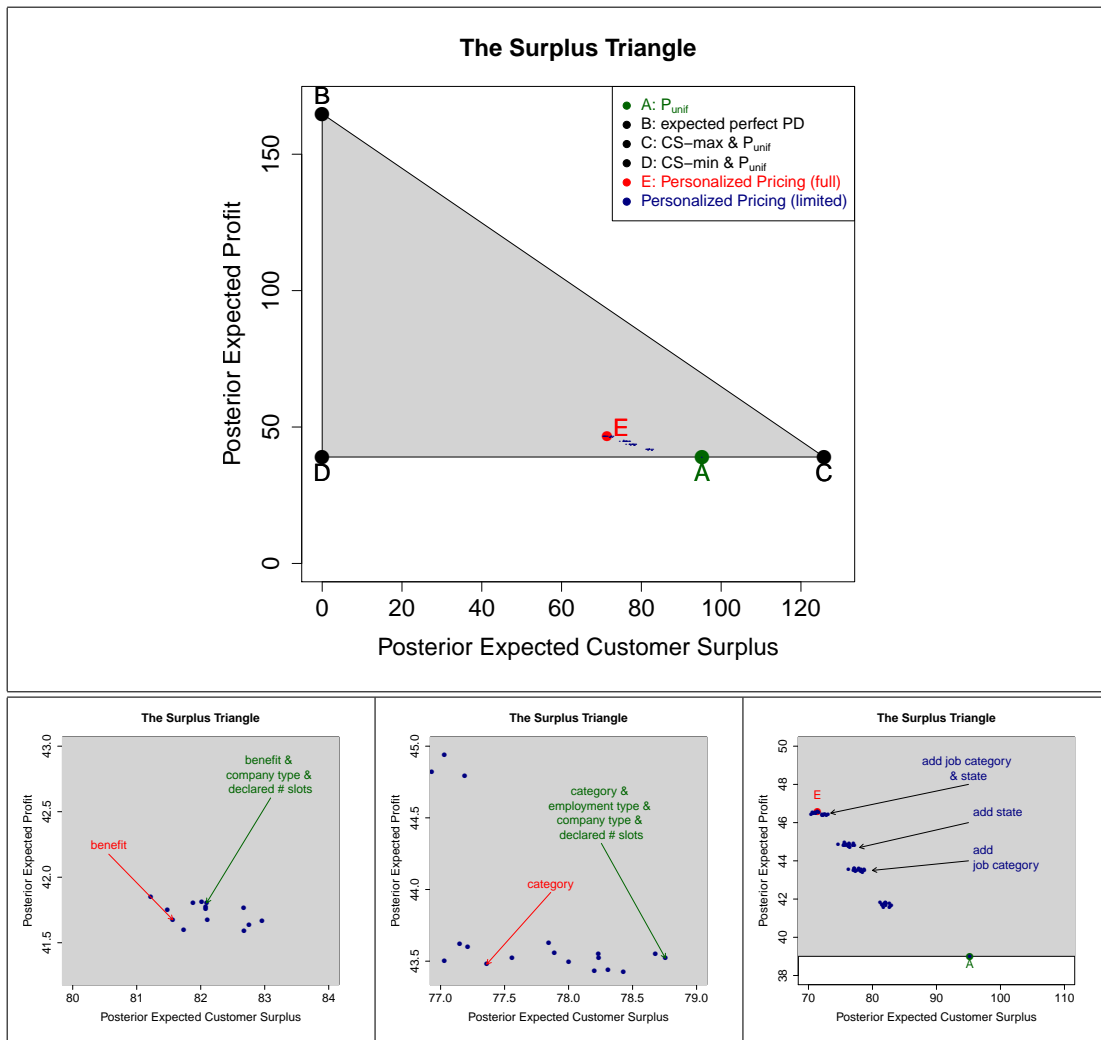 The Surplus Triangle
B
A: Punif
B: expected perfect PD
C: CS−max & Punif
D: CS−min & Punif
E: Personalized Pricing (full)
Personalized Pricing (limited)
E
D
A
C
0
50
100
150
Posterior Expected Profit
0 20 40 60 80 100 120
Posterior Expected Customer Surplus
The Surplus Triangle
benefit &
company type &
declared # slots
benefit
41.5
42.0
42.5
43.0
Posterior Expected Profit
80 81 82 83 84
Posterior Expected Customer Surplus
The Surplus Triangle
category &
employment type &
company type &
declared # slots
category
43.5
44.0
44.5
45.0
Posterior Expected Profit
77.0 77.5 78.0 78.5 79.0
Posterior Expected Customer Surplus
The Surplus Triangle
add job category
& state
E
add state
add
job category
A
38
40
42
44
46
48
50
Posterior Expected Profit
70 80 90 100 110
Posterior Expected Customer Surplus